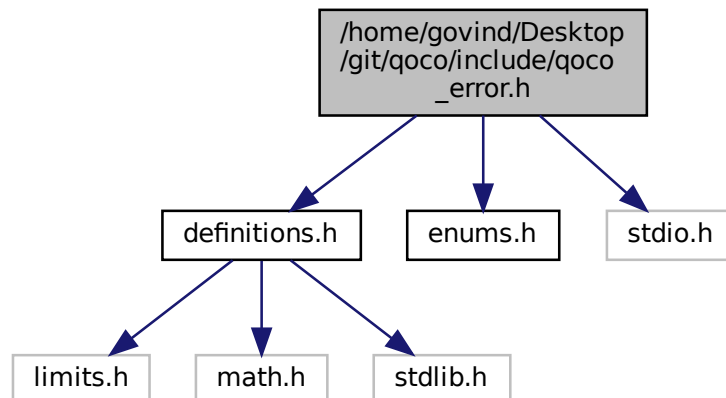 /home/govind/Desktop
/git/qoco/include/qoco
_error.h
definitions.h
enums.h
stdio.h
limits.h
math.h
stdlib.h